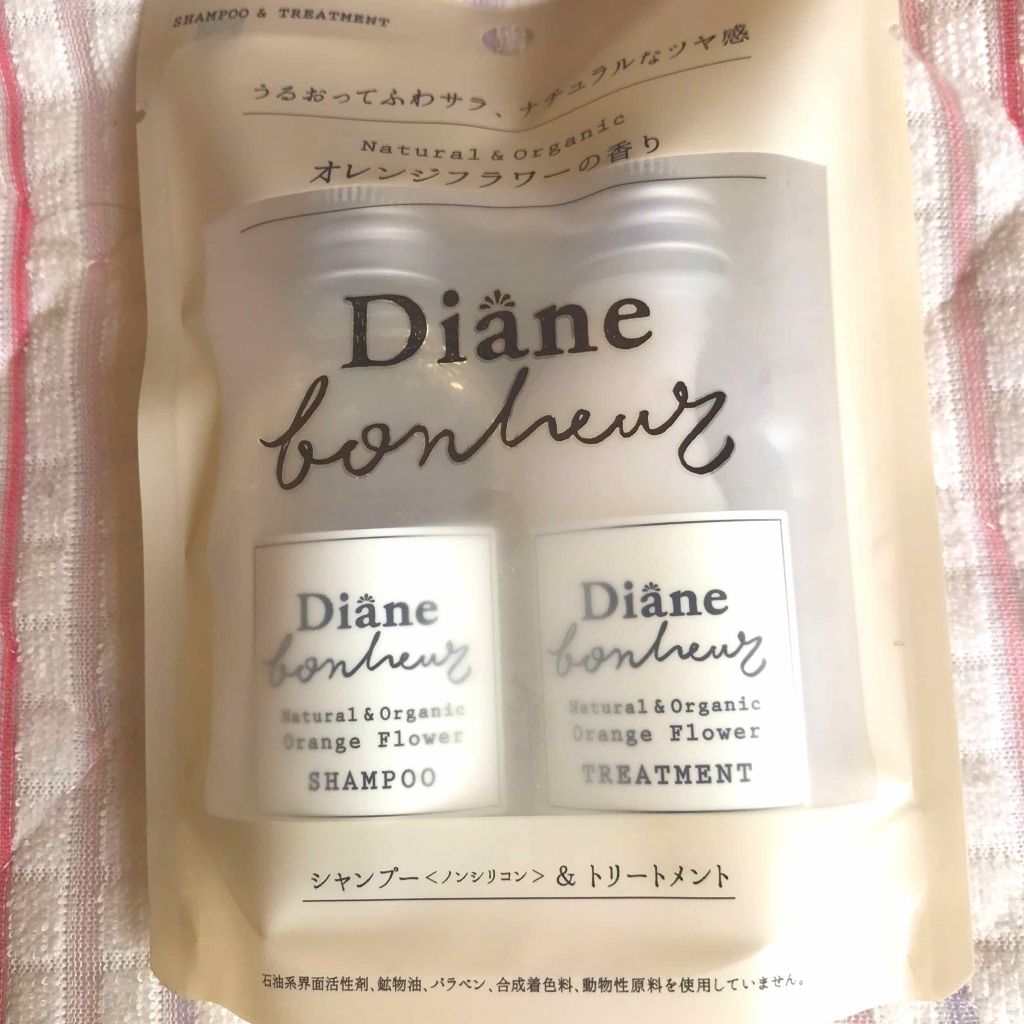 SHAMPOO & TREATMENT
うるおってふわサラ、ナチュラルなツヤ感
Natural & Organic
オレンジフラワーの香り
Diane
bonheur
Diane
bonheur
Natural & Organic
Orange Flower
SHAMPOO
Diane
bonheur
Natural & Organic
Orange Flower
TREATMENT
シャンプー<ノンシリコン> & トリートメント
石油系界面活性剤、鉱物油、パラベン、合成着色料、動物性原料を使用していません。